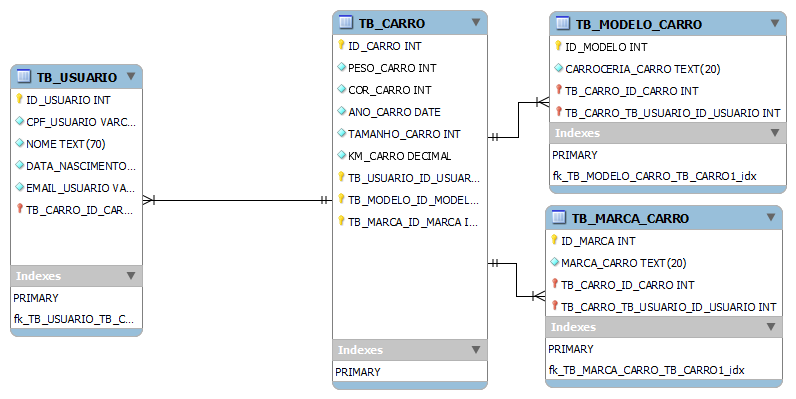 TB_USUARIO
ID_USUARIO INT
CPF_USUARIO VARC...
NOME TEXT(70)
DATA_NASCIMENTO...
EMAIL_USUARIO VA...
TB_CARRO_ID_CAR...
Indexes
PRIMARY
fk_TB_USUARIO_TB_C...
TB_CARRO
ID_CARRO INT
PESO_CARRO INT
COR_CARRO INT
ANO_CARRO DATE
TAMANHO_CARRO INT
KM_CARRO DECIMAL
TB_USUARIO_ID_USUAR...
TB_MODELO_ID_MODEL...
TB_MARCA_ID_MARCA I...
Indexes
PRIMARY
TB_MODELO_CARRO
ID_MODELO INT
CARROCERIA_CARRO TEXT(20)
TB_CARRO_ID_CARRO INT
TB_CARRO_TB_USUARIO_ID_USUARIO INT
Indexes
PRIMARY
fk_TB_MODELO_CARRO_TB_CARRO1_idx
TB_MARCA_CARRO
ID_MARCA INT
MARCA_CARRO TEXT(20)
TB_CARRO_ID_CARRO INT
TB_CARRO_TB_USUARIO_ID_USUARIO INT
Indexes
PRIMARY
fk_TB_MARCA_CARRO_TB_CARRO1_idx